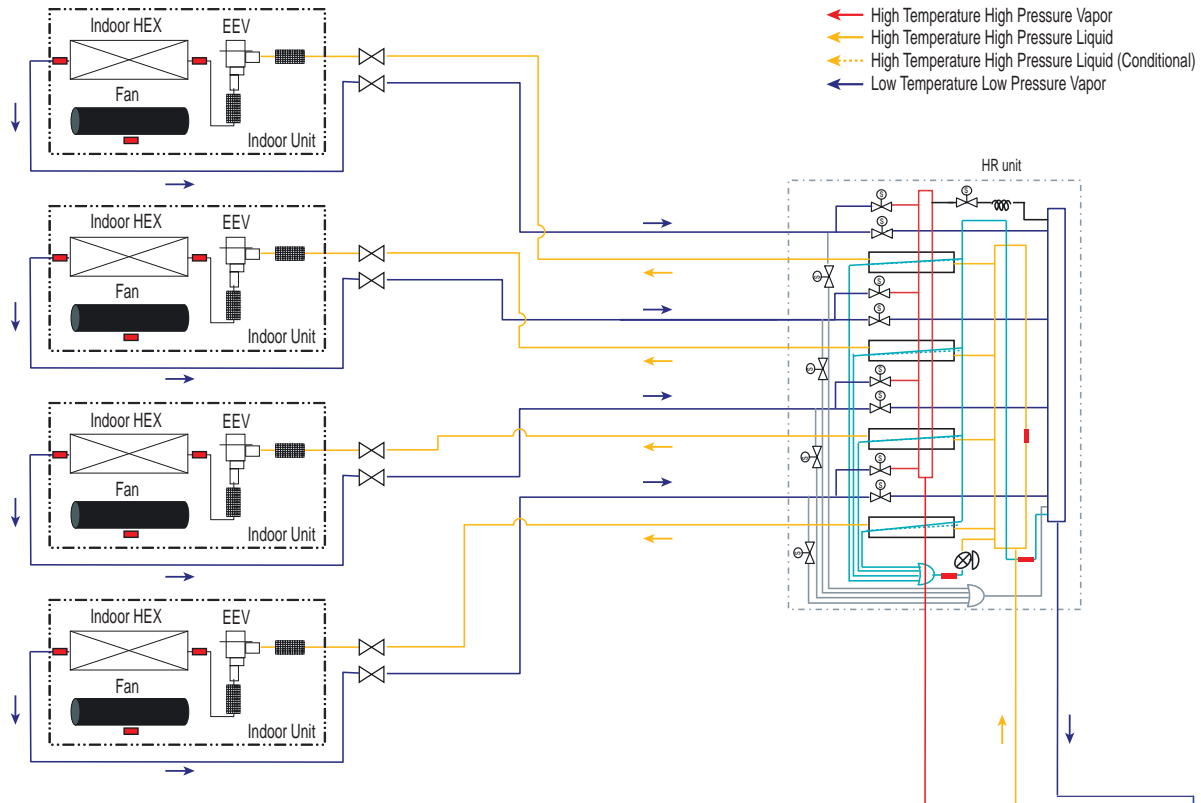 High Temperature High Pressure Vapor
High Temperature High Pressure Liquid
High Temperature High Pressure Liquid (Conditional)
Low Temperature Low Pressure Vapor
Indoor HEX
EEV
Fan
Indoor Unit
HR unit
S
S
S
S
Indoor HEX
EEV
Fan
Indoor Unit
S
S
S
Indoor HEX
EEV
Fan
Indoor Unit
S
S
S
S
S
Indoor HEX
EEV
Fan
Indoor Unit
S